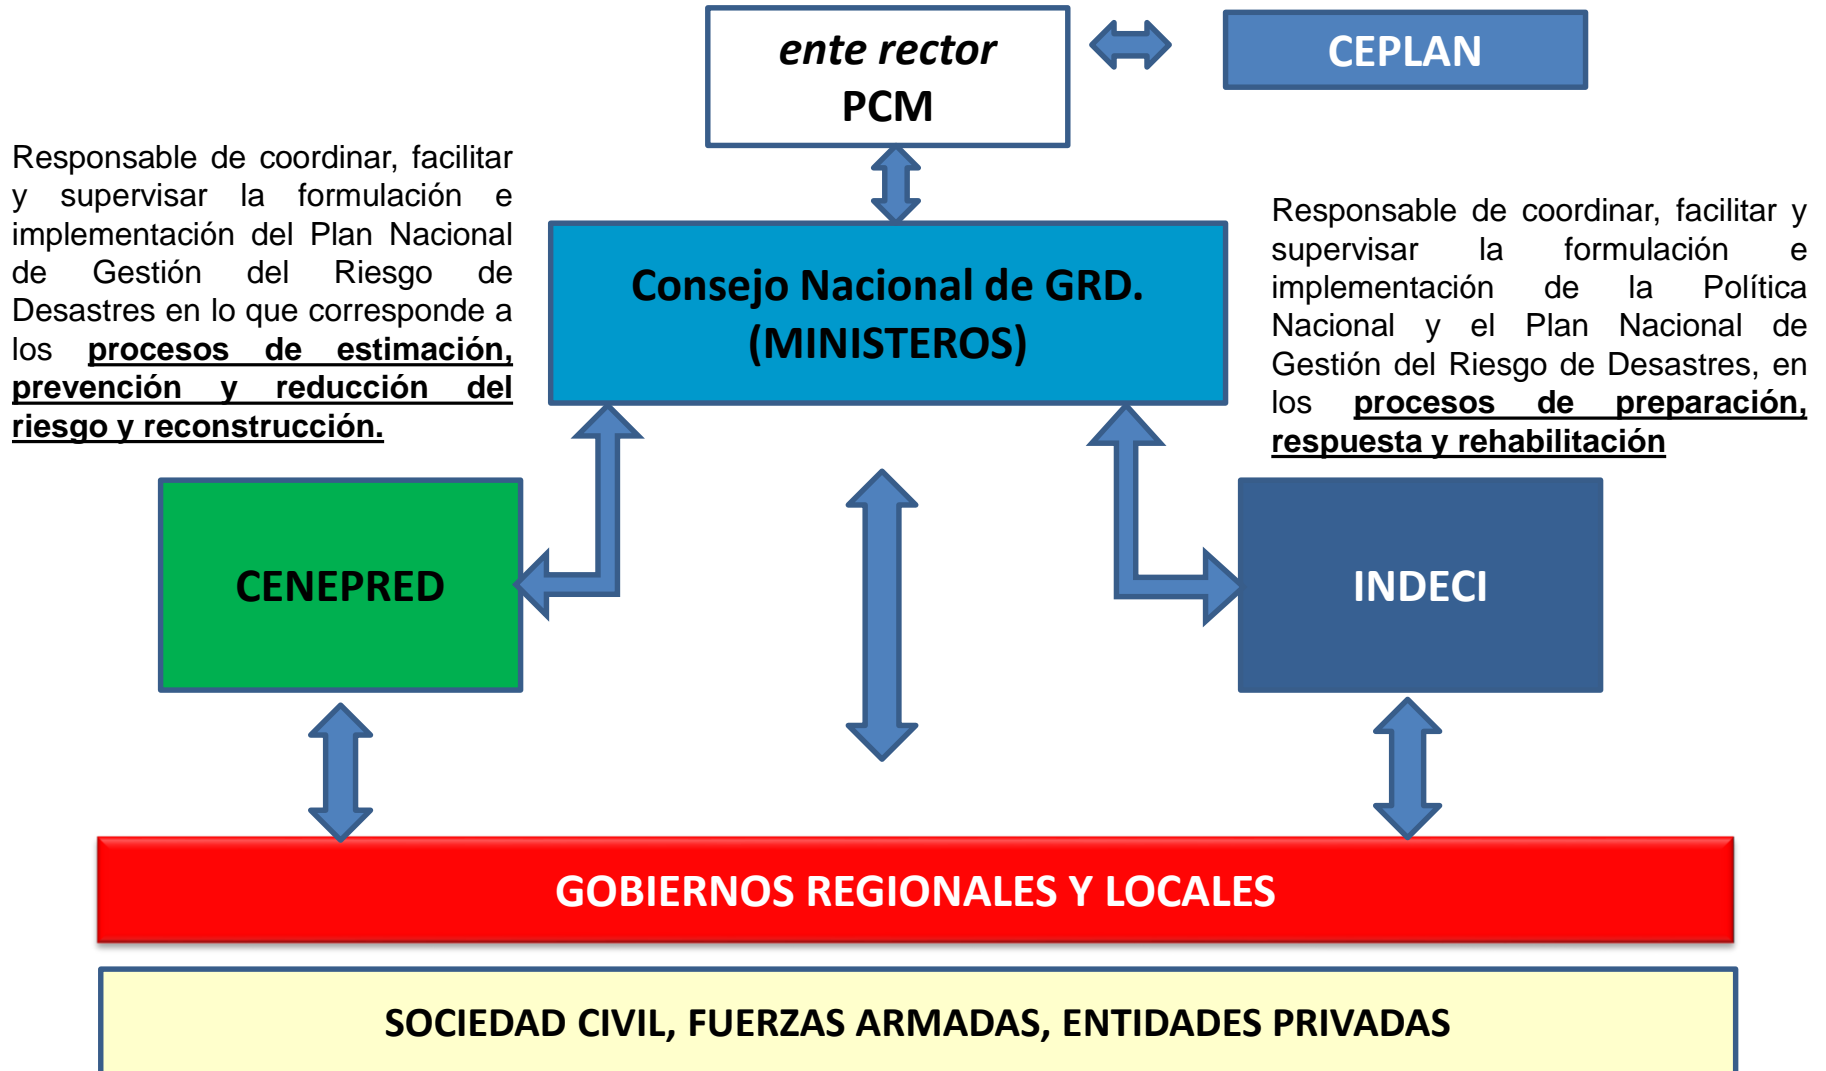 ente rector
PCM
CEPLAN
Responsable de coordinar, facilitar
y supervisar la formulación e
implementación del Plan Nacional
de Gestión del Riesgo de
Desastres en lo que corresponde a
los procesos de estimación,
prevención y reducción del
riesgo y reconstrucción.
Consejo Nacional de GRD.
(MINISTEROS)
Responsable de coordinar, facilitar y
supervisar la formulación e
implementación de la Política
Nacional y el Plan Nacional de
Gestión del Riesgo de Desastres, en
los procesos de preparación,
respuesta y rehabilitación
CENEPRED
INDECI
GOBIERNOS REGIONALES Y LOCALES
SOCIEDAD CIVIL, FUERZAS ARMADAS, ENTIDADES PRIVADAS